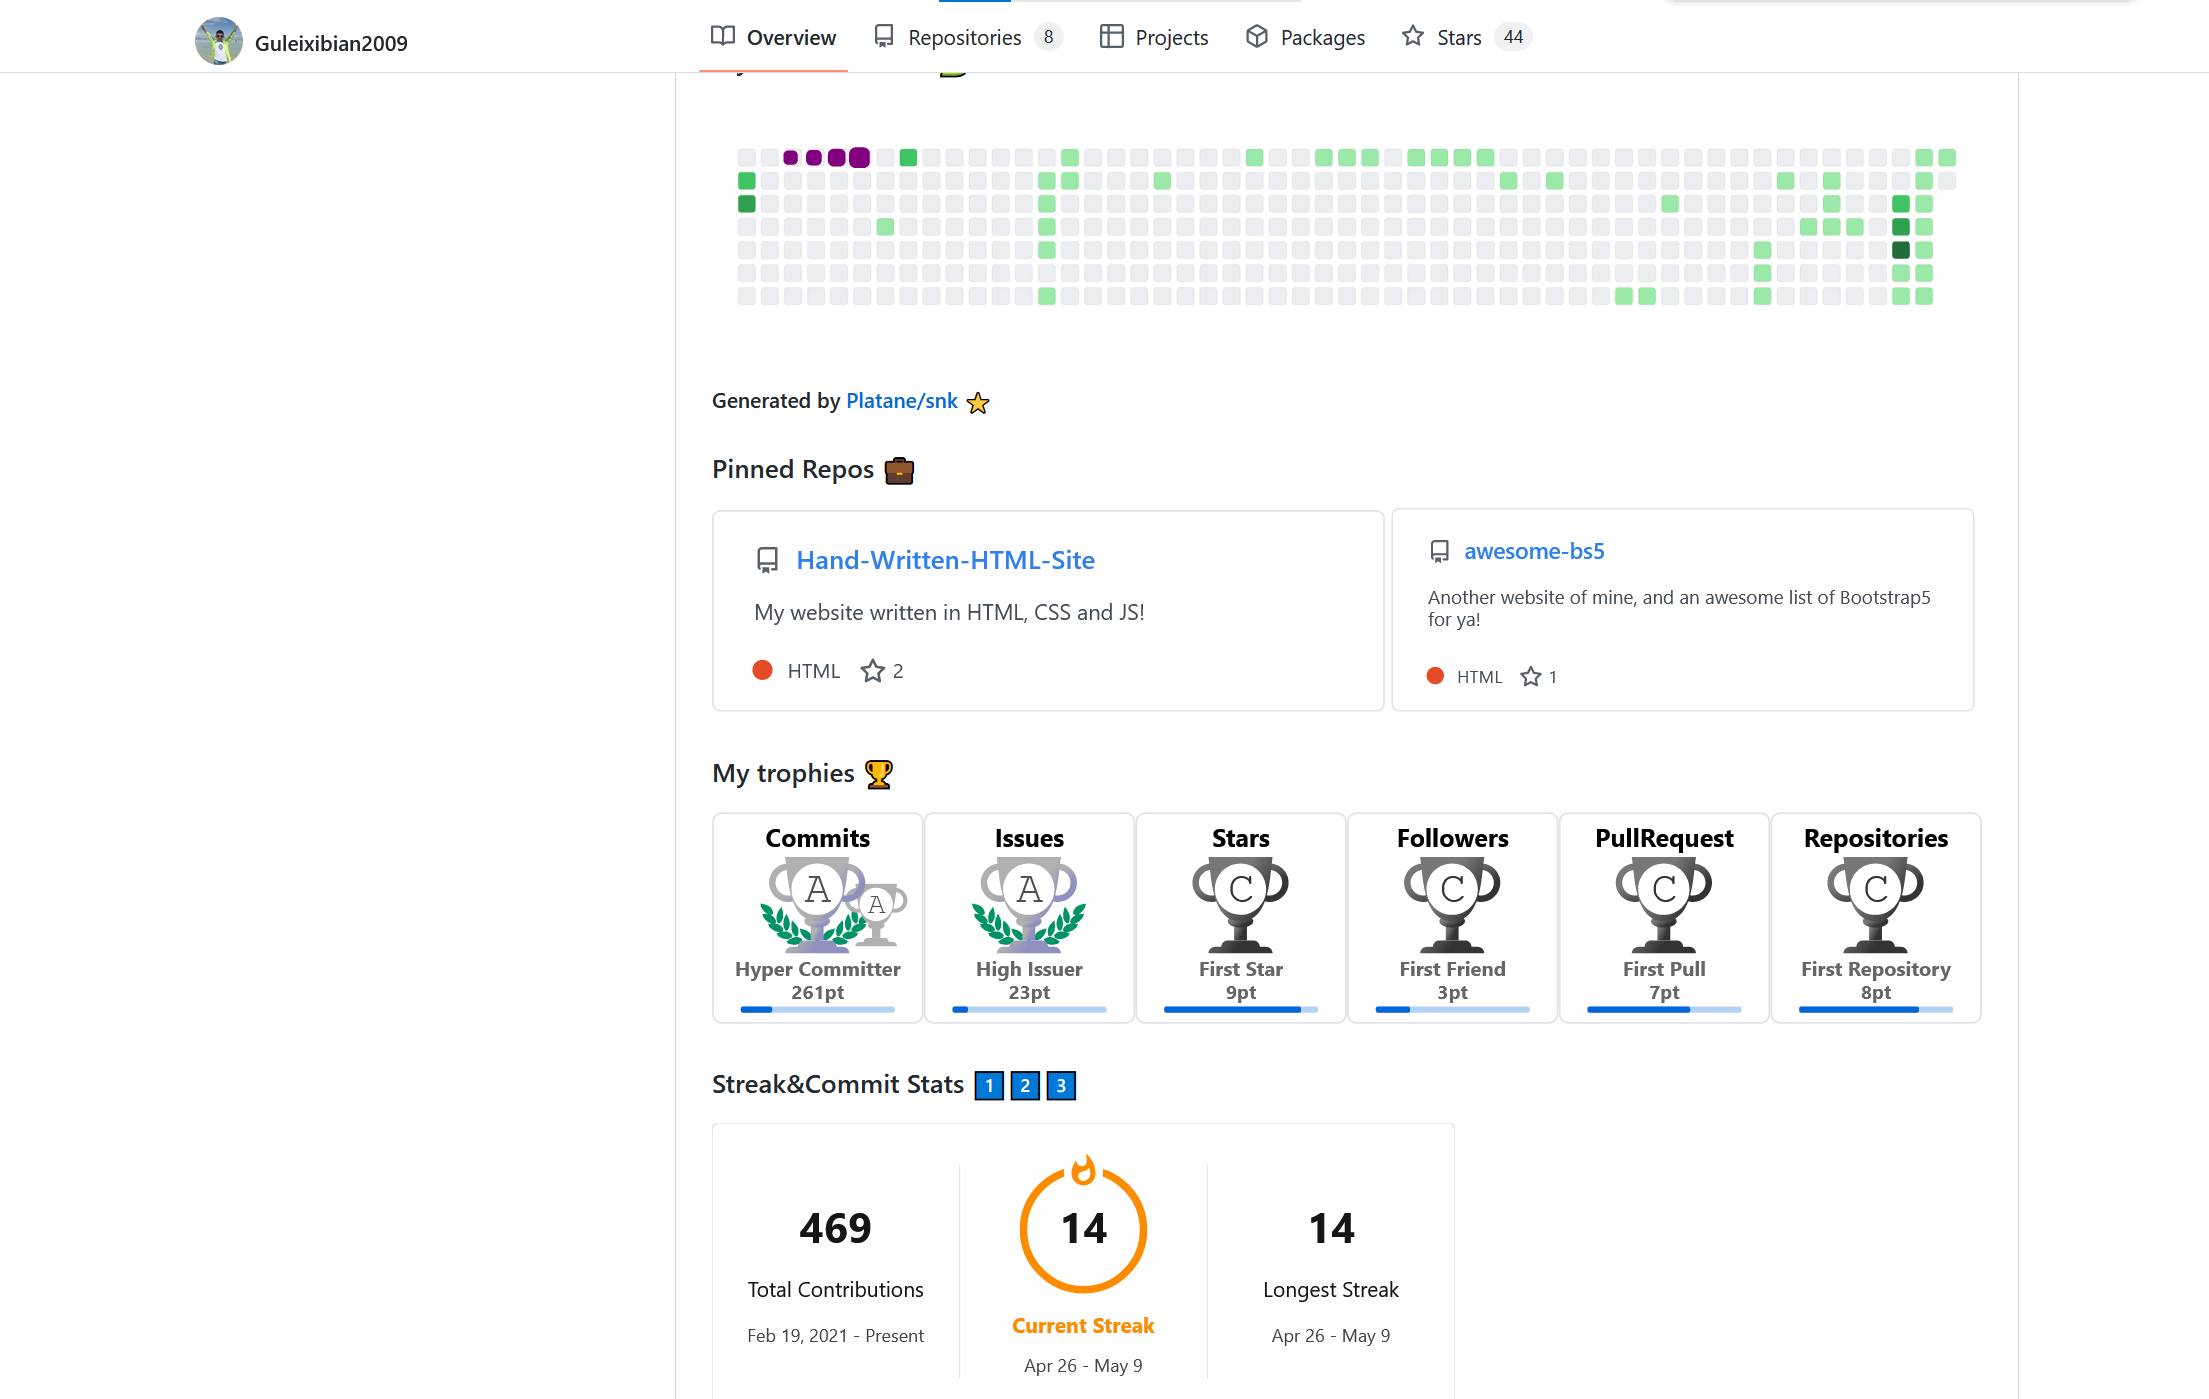 Guleixibian2009
Overview
Repositories 8
Projects
Packages
Stars 44
Generated by Platane/snk
Pinned Repos
Hand-Written-HTML-Site
My website written in HTML, CSS and JS!
HTML 2
awesome-bs5
Another website of mine, and an awesome list of Bootstrap5
for ya!
HTML 1
My trophies
Commits
A
A
Hyper Committer
261pt
Issues
A
High Issuer
23pt
Stars
C
First Star
9pt
Followers
C
First Friend
3pt
PullRequest
C
First Pull
7pt
Repositories
C
First Repository
8pt
Streak&Commit Stats 1 2 3
469
Total Contributions
Feb 19, 2021 - Present
14
Current Streak
Apr 26 - May 9
14
Longest Streak
Apr 26 - May 9